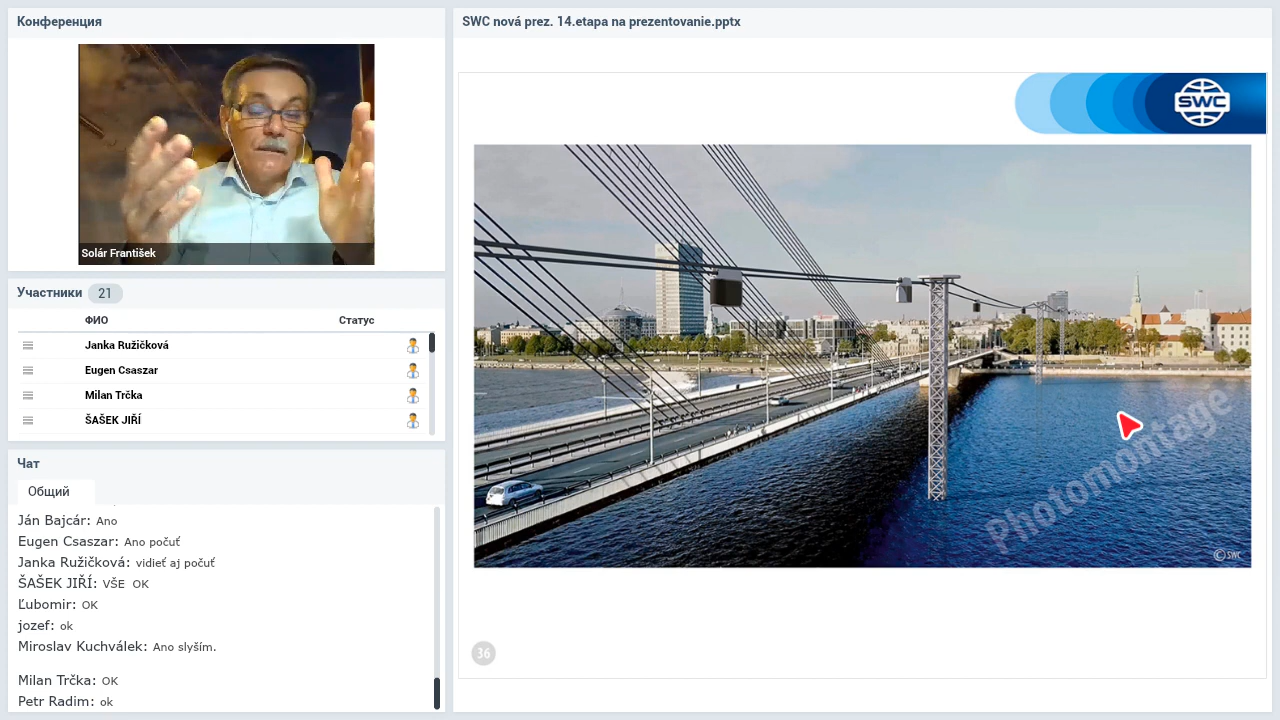 Конференция
Solár František
Участники 21
ФИО Статус
Janka Ružičková
Eugen Csaszar
Milan Trčka
ŠAŠEK JIŘÍ
Чат
Общий
Ján Bajcár: Ano
Eugen Csaszar: Ano počuť
Janka Ružičková: vidieť aj počuť
ŠAŠEK JIŘÍ: VŠE OK
Ľubomir: OK
jozef: ok
Miroslav Kuchválek: Ano slyším.
Milan Trčka: OK
Petr Radim: ok
SWC nová prez. 14.etapa na prezentovanie.pptx
SWC
Photomontage
© SWC
36